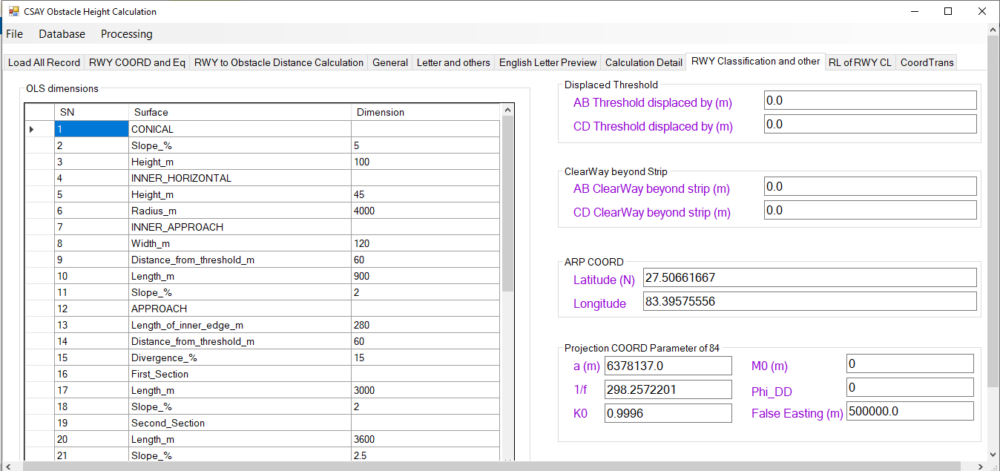 CSAY Obstacle Height Calculation
File Database Processing
Load All Record RWY COORD and Eq RWY to Obstacle Distance Calculation General Letter and others English Letter Preview Calculation Detail RWY Classification and other RL of RWY CL CoordTrans
OLS dimensions
SN Surface Dimension
1 CONICAL
2 Slope_% 5
3 Height_m 100
4 INNER_HORIZONTAL
5 Height_m 45
6 Radius_m 4000
7 INNER_APPROACH
8 Width_m 120
9 Distance_from_threshold_m 60
10 Length_m 900
11 Slope_% 2
12 APPROACH
13 Length_of_inner_edge_m 280
14 Distance_from_threshold_m 60
15 Divergence_% 15
16 First_Section
17 Length_m 3000
18 Slope_% 2
19 Second_Section
20 Length_m 3600
21 Slope_% 2.5
Displaced Threshold
AB Threshold displaced by (m) 0.0
CD Threshold displaced by (m) 0.0
ClearWay beyond Strip
AB ClearWay beyond strip (m) 0.0
CD ClearWay beyond strip (m) 0.0
ARP COORD
Latitude (N) 27.50661667
Longitude 83.39575556
Projection COORD Parameter of 84
a (m) 6378137.0 M0 (m) 0
1/f 298.2572201 Phi_DD 0
K0 0.9996 False Easting (m) 500000.0